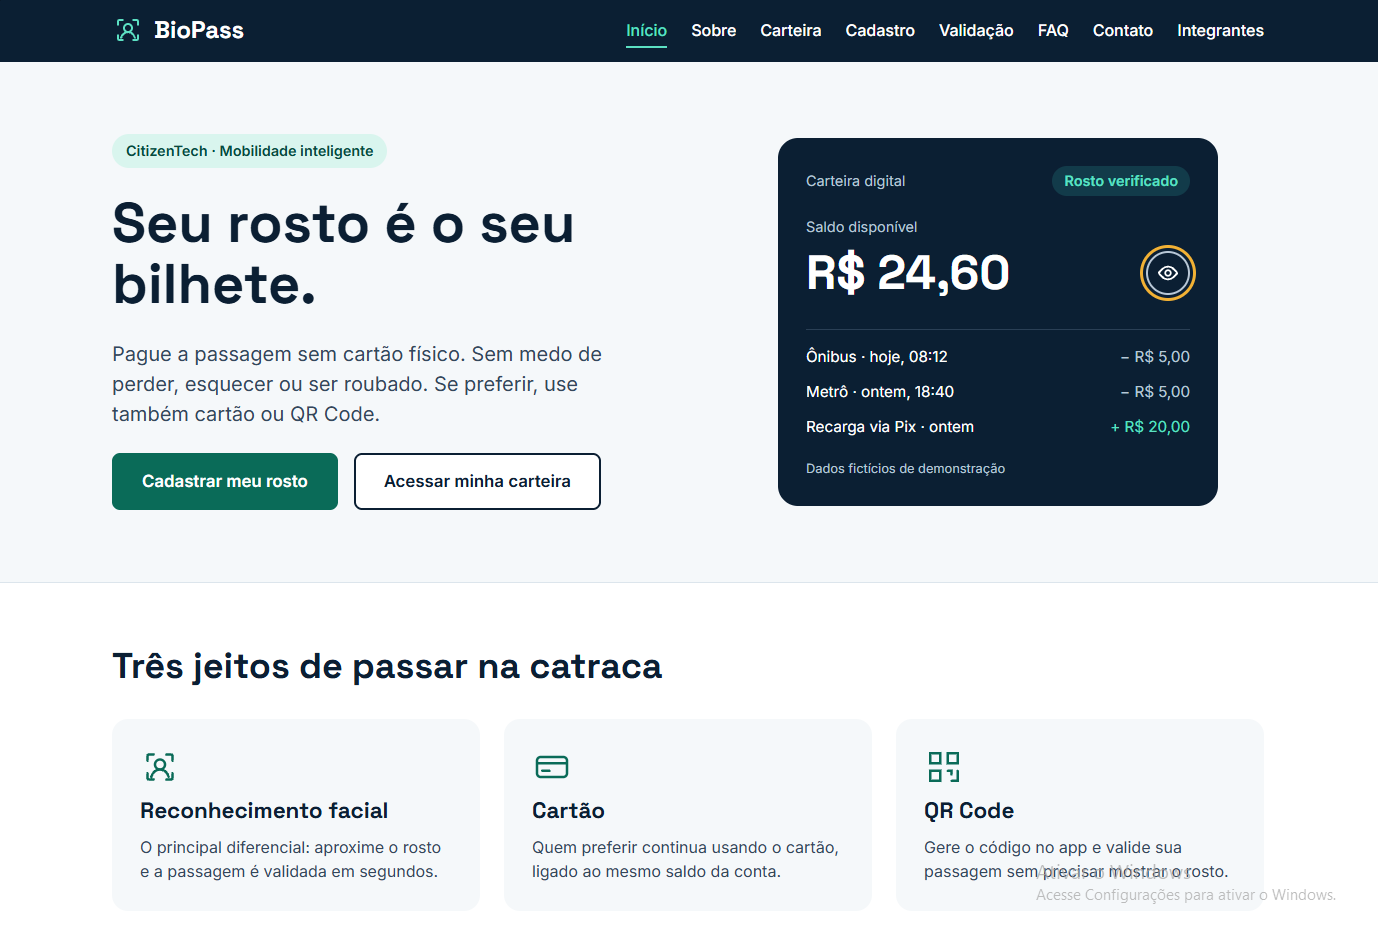 BioPass
Início Sobre Carteira Cadastro Validação FAQ Contato Integrantes
CitizenTech · Mobilidade inteligente
Seu rosto é o seu
bilhete.
Pague a passagem sem cartão físico. Sem medo de
perder, esquecer ou ser roubado. Se preferir, use
também cartão ou QR Code.
Cadastrar meu rosto
Acessar minha carteira
Carteira digital
Rosto verificado
Saldo disponível
R$ 24,60
Ônibus · hoje, 08:12 − R$ 5,00
Metrô · ontem, 18:40 − R$ 5,00
Recarga via Pix · ontem + R$ 20,00
Dados fictícios de demonstração
Três jeitos de passar na catraca
Reconhecimento facial
O principal diferencial: aproxime o rosto
e a passagem é validada em segundos.
Cartão
Quem preferir continua usando o cartão,
ligado ao mesmo saldo da conta.
QR Code
Gere o código no app e valide sua
passagem sem precisar mostrar o rosto.
Ativar o Windows
Acesse Configurações para ativar o Windows.